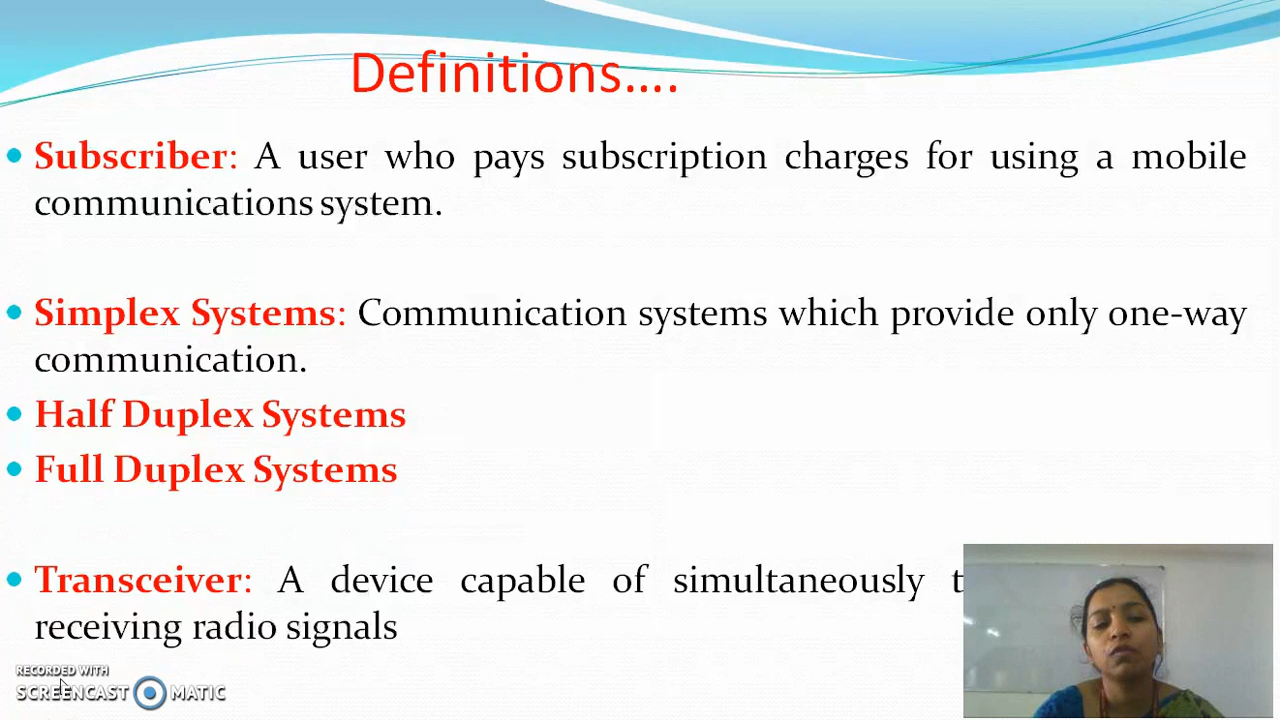 Definitions....
Subscriber: A user who pays subscription charges for using a mobile
communications system.
Simplex Systems: Communication systems which provide only one-way
communication.
Half Duplex Systems
Full Duplex Systems
Transceiver: A device capable of simultaneously
receiving radio signals
RECORDED WITH
SCREENCAST MATIC